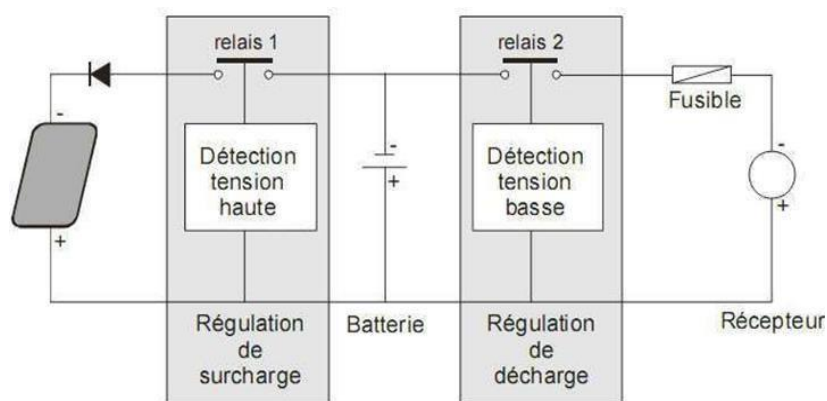 relais 1
relais 2
-
Fusible
Détection
tension
haute
-
+
Détection
tension
basse
-
+
+
Régulation
de
surcharge
Batterie
Régulation
de
décharge
Récepteur